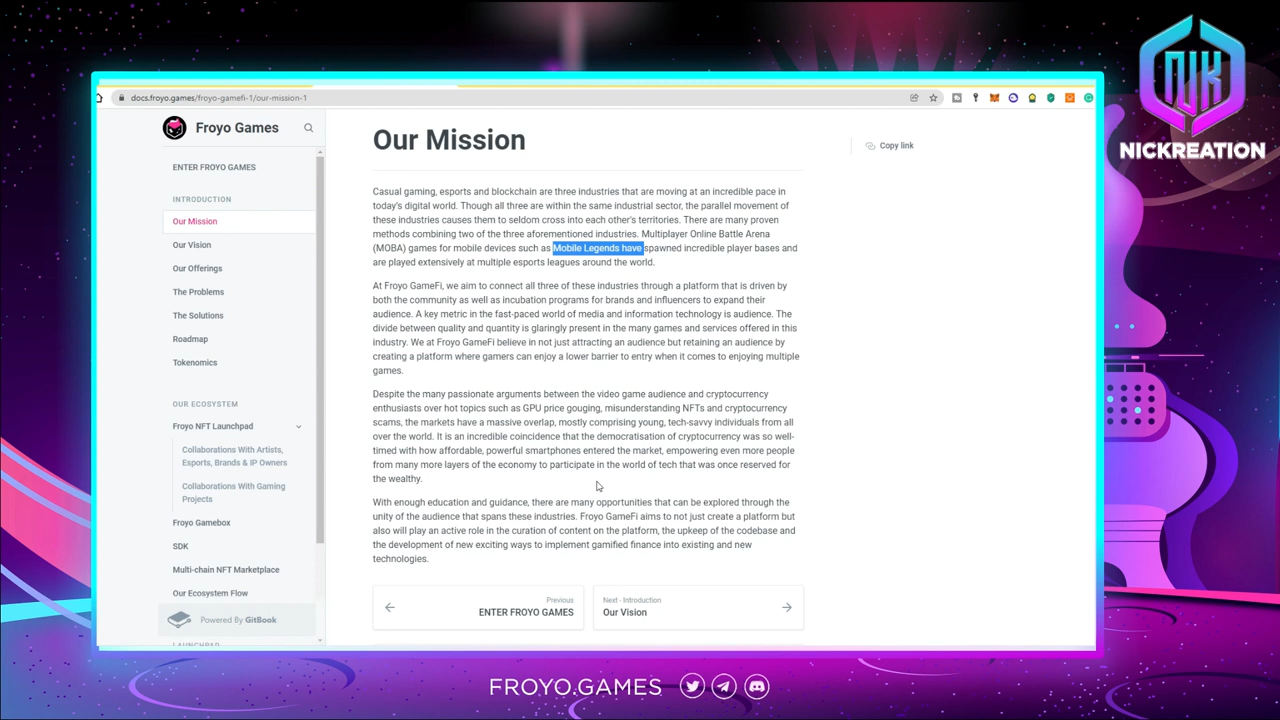 NICKREATION
docs.froyo.games/froyo-gamefi-1/our-mission-1
Froyo Games
ENTER FROYO GAMES
INTRODUCTION
Our Mission
Our Vision
Our Offerings
The Problems
The Solutions
Roadmap
Tokenomics
OUR ECOSYSTEM
Froyo NFT Launchpad
Collaborations With Artists,
Esports, Brands & IP Owners
Collaborations With Gaming
Projects
Froyo Gamebox
SDK
Multi-chain NFT Marketplace
Our Ecosystem Flow
Powered By GitBook
LAUNCHPAD
Our Mission
Copy link
Casual gaming, esports and blockchain are three industries that are moving at an incredible pace in
today's digital world. Though all three are within the same industrial sector, the parallel movement of
these industries causes them to seldom cross into each other's territories. There are many proven
methods combining two of the three aforementioned industries. Multiplayer Online Battle Arena
(MOBA) games for mobile devices such as Mobile Legends have spawned incredible player bases and
are played extensively at multiple esports leagues around the world.
At Froyo GameFi, we aim to connect all three of these industries through a platform that is driven by
both the community as well as incubation programs for brands and influencers to expand their
audience. A key metric in the fast-paced world of media and information technology is audience. The
divide between quality and quantity is glaringly present in the many games and services offered in this
industry. We at Froyo GameFi believe in not just attracting an audience but retaining an audience by
creating a platform where gamers can enjoy a lower barrier to entry when it comes to enjoying multiple
games.
Despite the many passionate arguments between the video game audience and cryptocurrency
enthusiasts over hot topics such as GPU price gouging, misunderstanding NFTs and cryptocurrency
scams, the markets have a massive overlap, mostly comprising young, tech-savvy individuals from all
over the world. It is an incredible coincidence that the democratisation of cryptocurrency was so well-
timed with how affordable, powerful smartphones entered the market, empowering even more people
from many more layers of the economy to participate in the world of tech that was once reserved for
the wealthy.
With enough education and guidance, there are many opportunities that can be explored through the
unity of the audience that spans these industries. Froyo GameFi aims to not just create a platform but
also will play an active role in the curation of content on the platform, the upkeep of the codebase and
the development of new exciting ways to implement gamified finance into existing and new
technologies.
Previous
ENTER FROYO GAMES
Next - Introduction
Our Vision
FROYO.GAMES